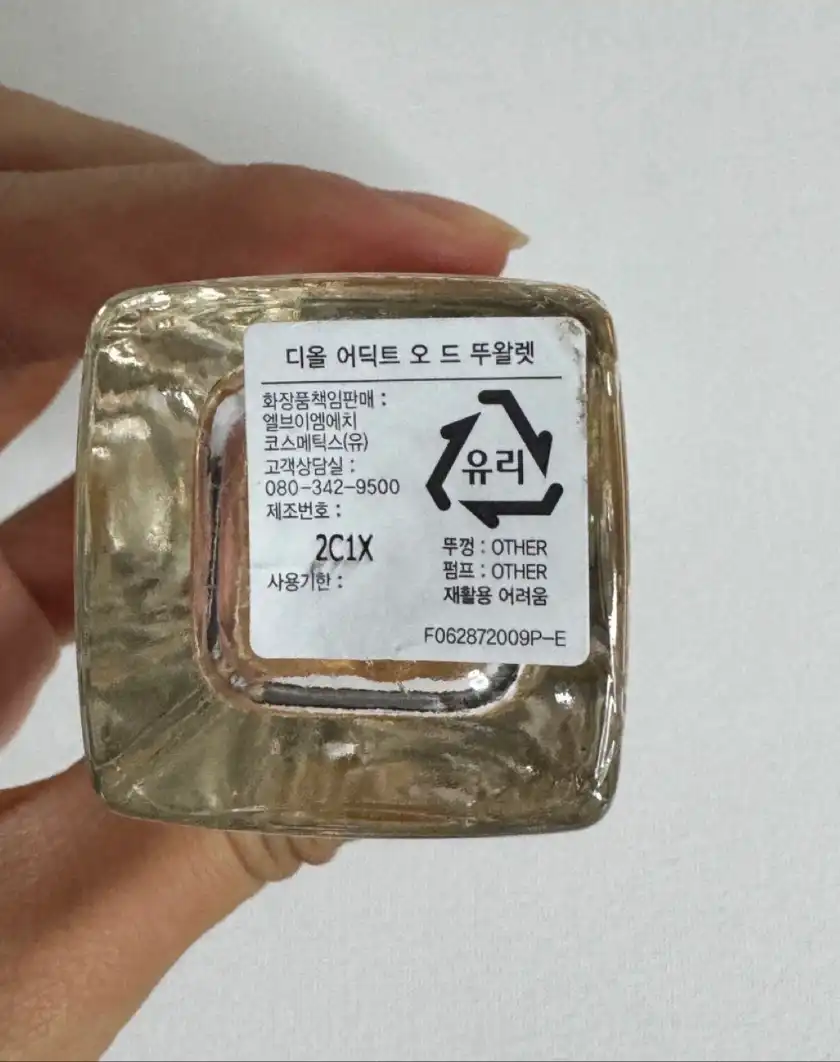 디올 어딕트 오 드 뚜왈렛
화장품책임판매 :
엘브이엠에치
코스메틱스(유)
고객상담실 :
080-342-9500
제조번호 :
2C1X
사용기한 :
유리
뚜껑 : OTHER
펌프 : OTHER
재활용 어려움
F062872009P-E